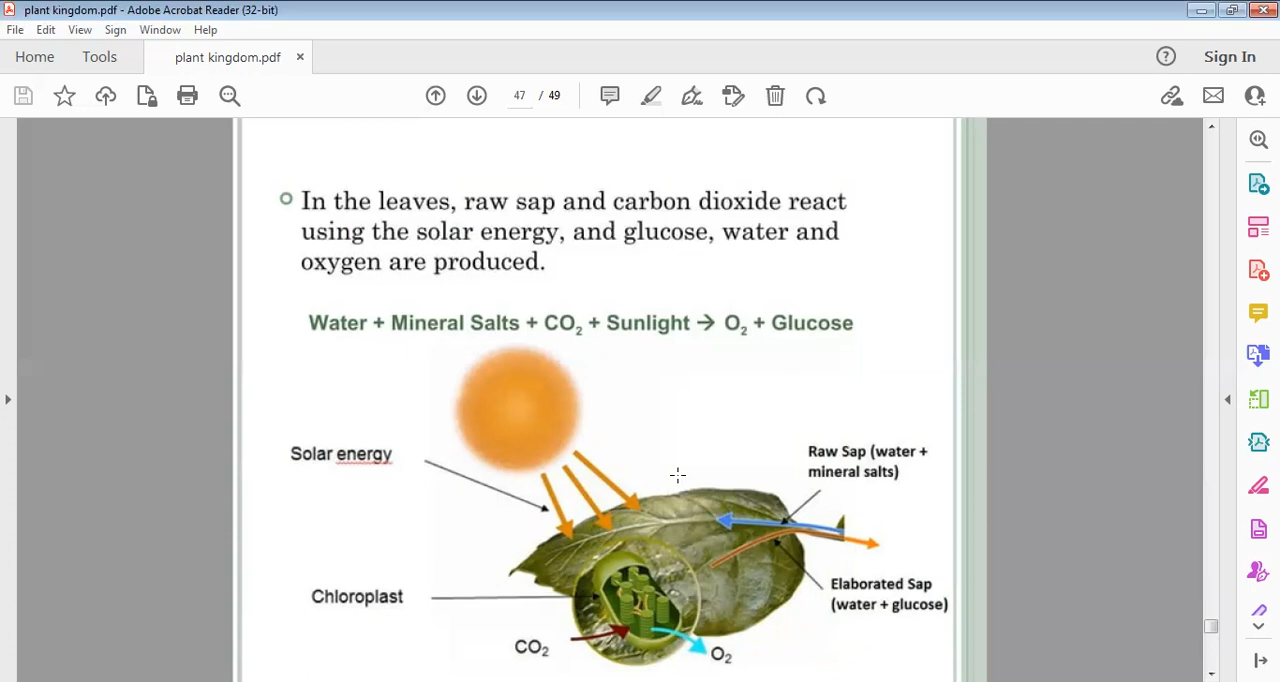 plant kingdom.pdf - Adobe Acrobat Reader (32-bit)
File Edit View Sign Window Help
Home Tools plant kingdom.pdf × ? Sign In
47 / 49
In the leaves, raw sap and carbon dioxide react
using the solar energy, and glucose, water and
oxygen are produced.
Water + Mineral Salts + CO₂ + Sunlight → O₂ + Glucose
Solar energy
Raw Sap (water +
mineral salts)
Chloroplast
Elaborated Sap
(water + glucose)
CO₂
O₂